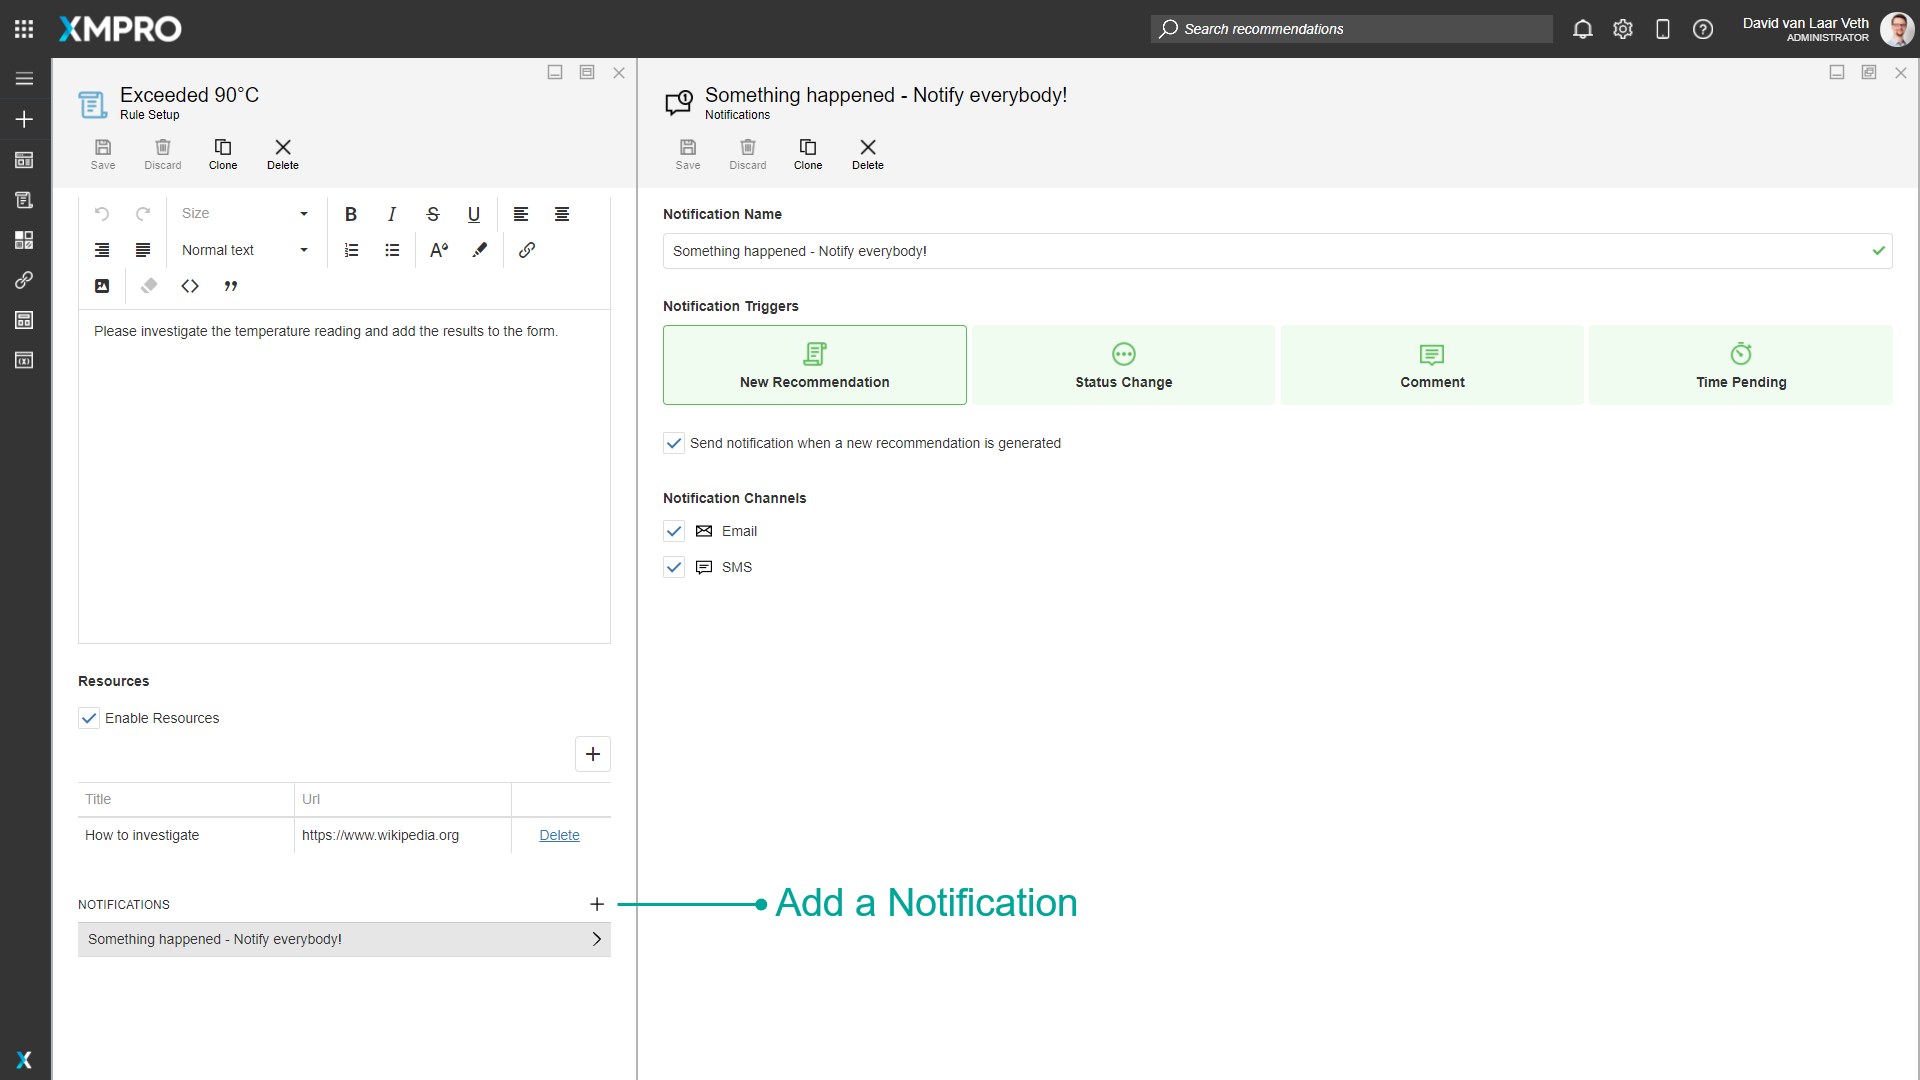 XMPRO
Search recommendations
David van Laar Veth
ADMINISTRATOR
Exceeded 90°C
Rule Setup
Save
Discard
Clone
Delete
Size
B
I
S
U
Normal text
Please investigate the temperature reading and add the results to the form.
Resources
Enable Resources
Title
Url
How to investigate
https://www.wikipedia.org
Delete
NOTIFICATIONS
Something happened - Notify everybody!
Add a Notification
Something happened - Notify everybody!
Notifications
Save
Discard
Clone
Delete
Notification Name
Something happened - Notify everybody!
Notification Triggers
New Recommendation
Status Change
Comment
Time Pending
Send notification when a new recommendation is generated
Notification Channels
Email
SMS